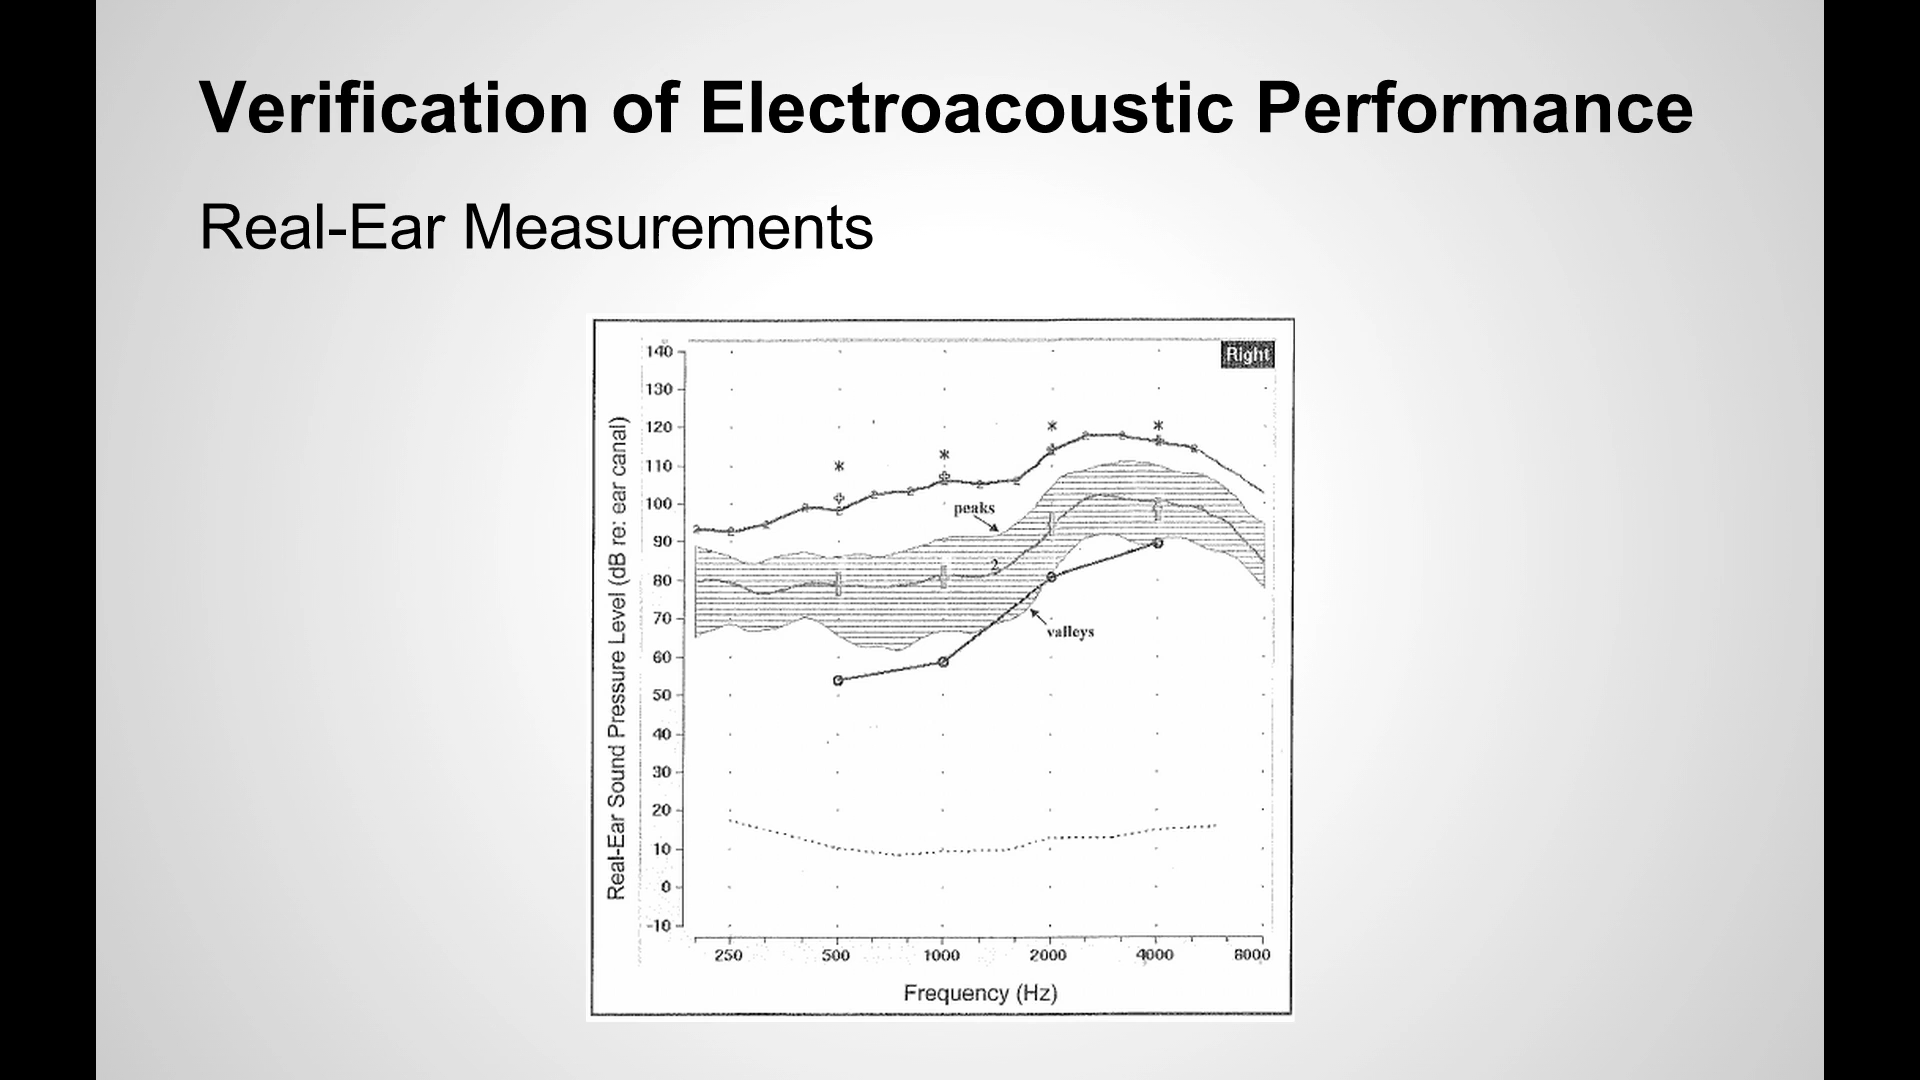 Verification of Electroacoustic Performance
Real-Ear Measurements
Right
Real-Ear Sound Pressure Level (dB re: ear canal)
140
130
120
110
100
90
80
70
60
50
40
30
20
10
0
-10
peaks
2
valleys
250 500 1000 2000 4000 8000
Frequency (Hz)